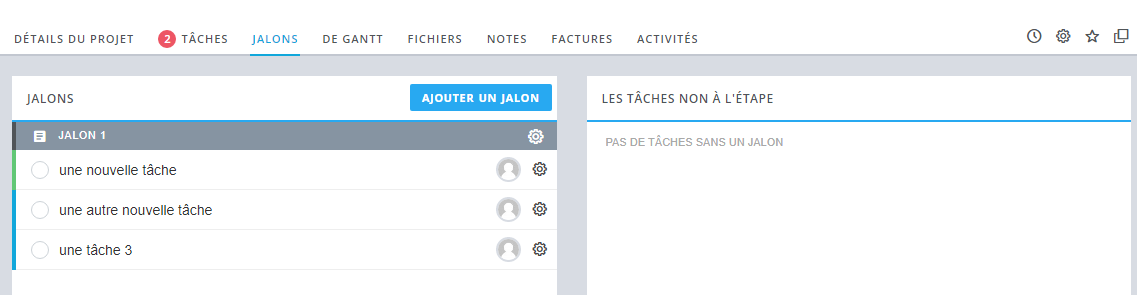 DÉTAILS DU PROJET 2 TÂCHES JALONS DE GANTT FICHIERS NOTES FACTURES ACTIVITÉS
JALONS AJOUTER UN JALON
JALON 1
une nouvelle tâche
une autre nouvelle tâche
une tâche 3
LES TÂCHES NON À L'ÉTAPE
PAS DE TÂCHES SANS UN JALON